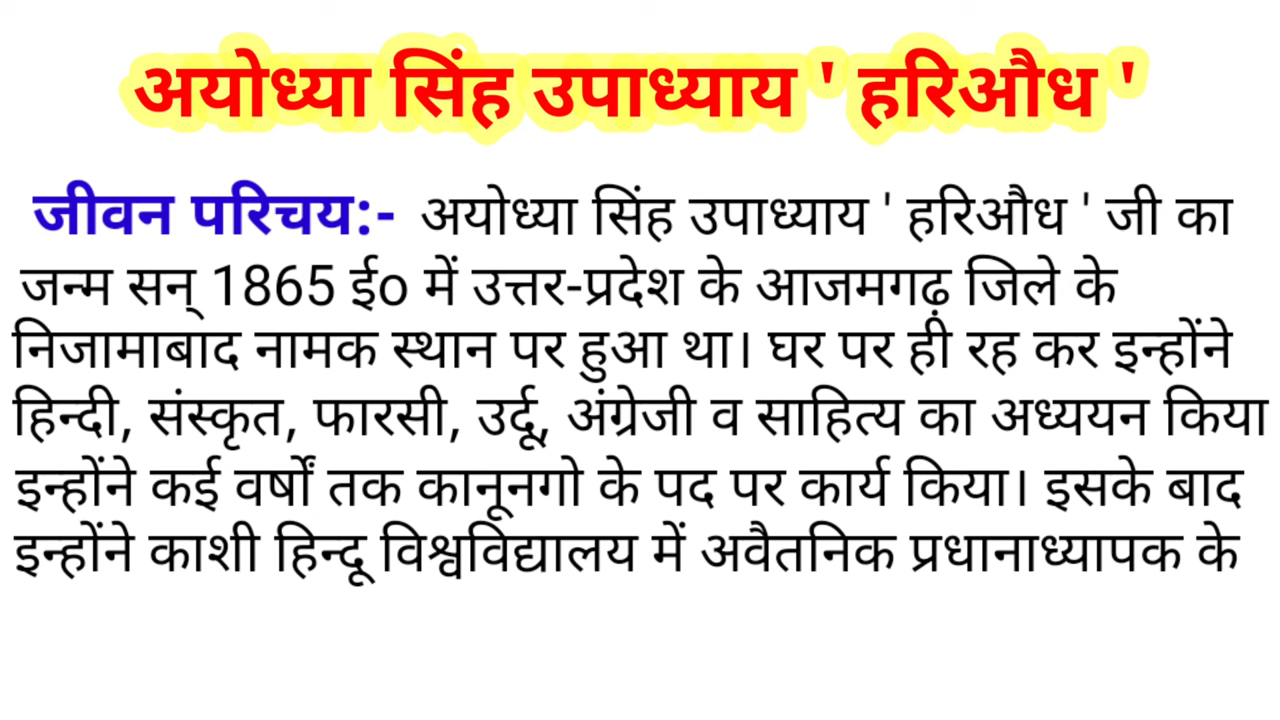 अयोध्या सिंह उपाध्याय ' हरिऔध '
जीवन परिचय:- अयोध्या सिंह उपाध्याय ' हरिऔध ' जी का
जन्म सन् 1865 ईo में उत्तर-प्रदेश के आजमगढ़ जिले के
निजामाबाद नामक स्थान पर हुआ था। घर पर ही रह कर इन्होंने
हिन्दी, संस्कृत, फारसी, उर्दू, अंग्रेजी व साहित्य का अध्ययन किया
इन्होंने कई वर्षों तक कानूनगो के पद पर कार्य किया। इसके बाद
इन्होंने काशी हिन्दू विश्वविद्यालय में अवैतनिक प्रधानाध्यापक के